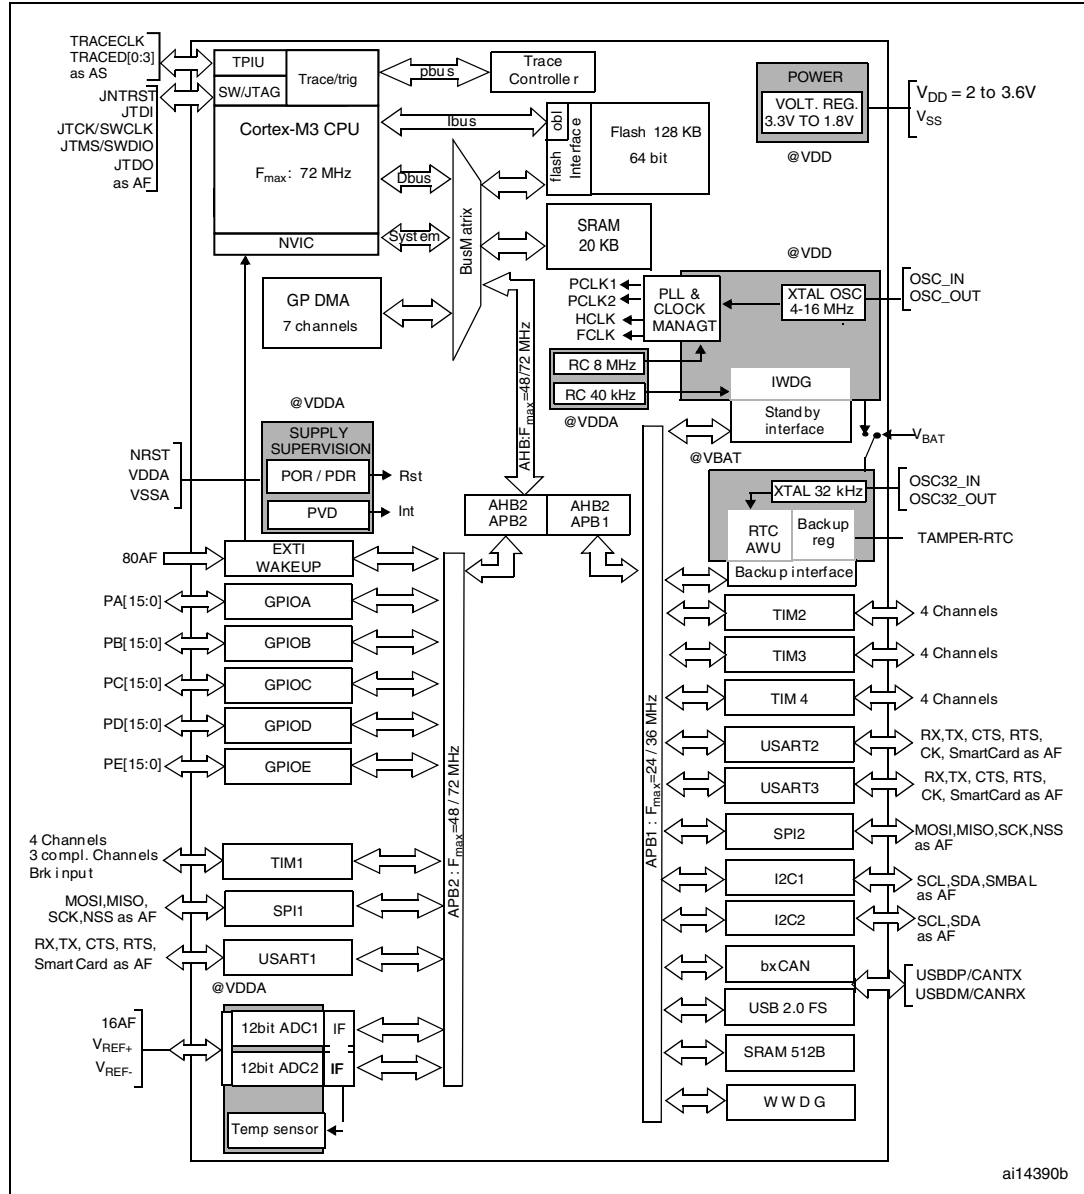 TRACECLK
TRACED[0:3]
as AS
TPIU
SW/JTAG
Trace/trig
pbus
Trace
Controller
JNTRST
JTDI
JTCK/SWCLK
JTMS/SWDIO
JTDO
as AF
Cortex-M3 CPU
Fmax: 72 MHz
NVIC
Ibus
Dbus
System
BusMatrix
flash obl
Interface
Flash 128 KB
64 bit
SRAM
20 KB
POWER
VOLT. REG.
3.3V TO 1.8V
@VDD
VDD = 2 to 3.6V
VSS
GP DMA
7 channels
AHB:Fmax=48/72 MHz
@VDD
PCLK1
PCLK2
HCLK
FCLK
PLL &
CLOCK
MANAGT
XTAL OSC
4-16 MHz
OSC_IN
OSC_OUT
RC 8 MHz
RC 40 kHz
@VDDA
IWDG
Standby
interface
@VBAT
VBAT
@VDDA
SUPPLY
SUPERVISION
POR / PDR
PVD
Rst
Int
NRST
VDDA
VSSA
AHB2
APB2
AHB2
APB1
XTAL 32 kHz
OSC32_IN
OSC32_OUT
RTC
AWU
Backup
reg
TAMPER-RTC
Backup interface
80AF
EXTI
WAKEUP
PA[15:0]
GPIOA
PB[15:0]
GPIOB
PC[15:0]
GPIOC
PD[15:0]
GPIOD
PE[15:0]
GPIOE
4 Channels
3 compl. Channels
Brk input
TIM1
MOSI,MISO,
SCK,NSS as AF
SPI1
RX,TX, CTS, RTS,
SmartCard as AF
USART1
@VDDA
16AF
VREF+
VREF-
12bit ADC1
IF
12bit ADC2
IF
Temp sensor
APB2 : Fmax=48 / 72 MHz
APB1 : Fmax=24 / 36 MHz
TIM2
4 Channels
TIM3
4 Channels
TIM 4
4 Channels
USART2
RX,TX, CTS, RTS,
CK, SmartCard as AF
USART3
RX,TX, CTS, RTS,
CK, SmartCard as AF
SPI2
MOSI,MISO,SCK,NSS
as AF
I2C1
SCL,SDA,SMBAL
as AF
I2C2
SCL,SDA
as AF
bxCAN
USBDP/CANTX
USBDM/CANRX
USB 2.0 FS
SRAM 512B
W W D G
ai14390b